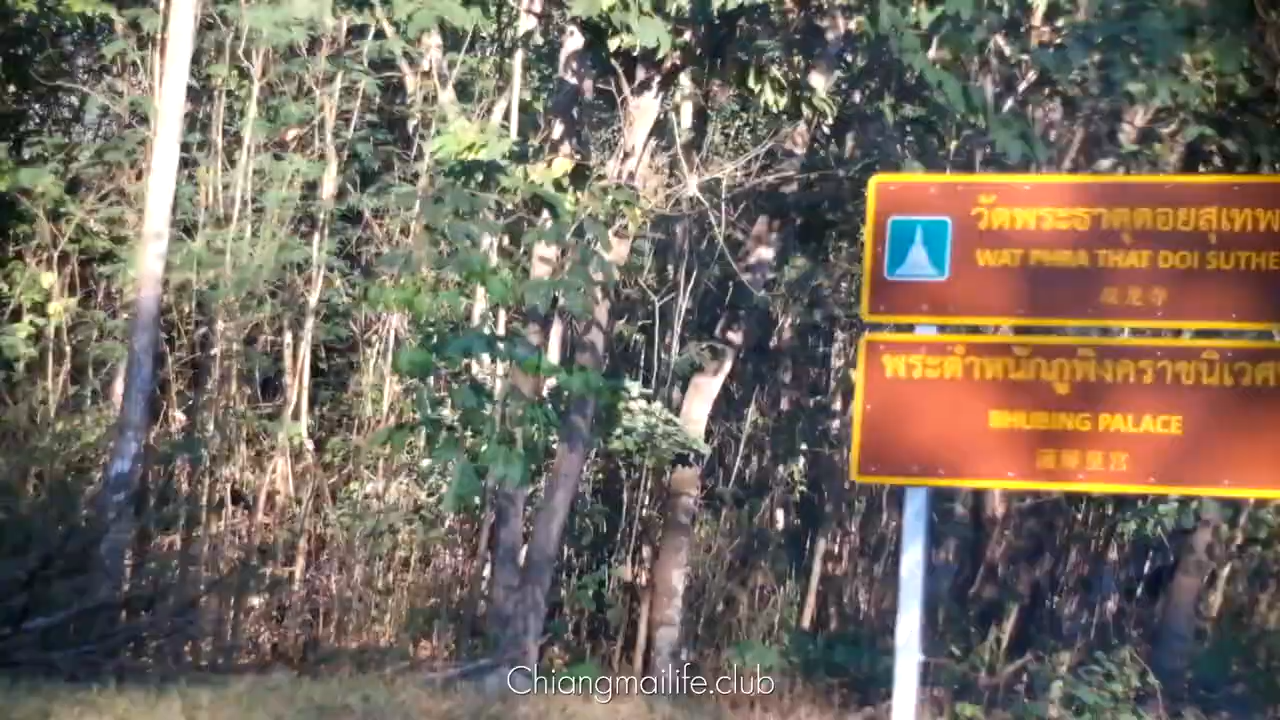 วัดพระธาตุดอยสุเทพ
WAT PHRA THAT DOI SUTHE
พระตำหนักภูพิงคราชนิเวศ
BHUBING PALACE
Chiangmailife.club